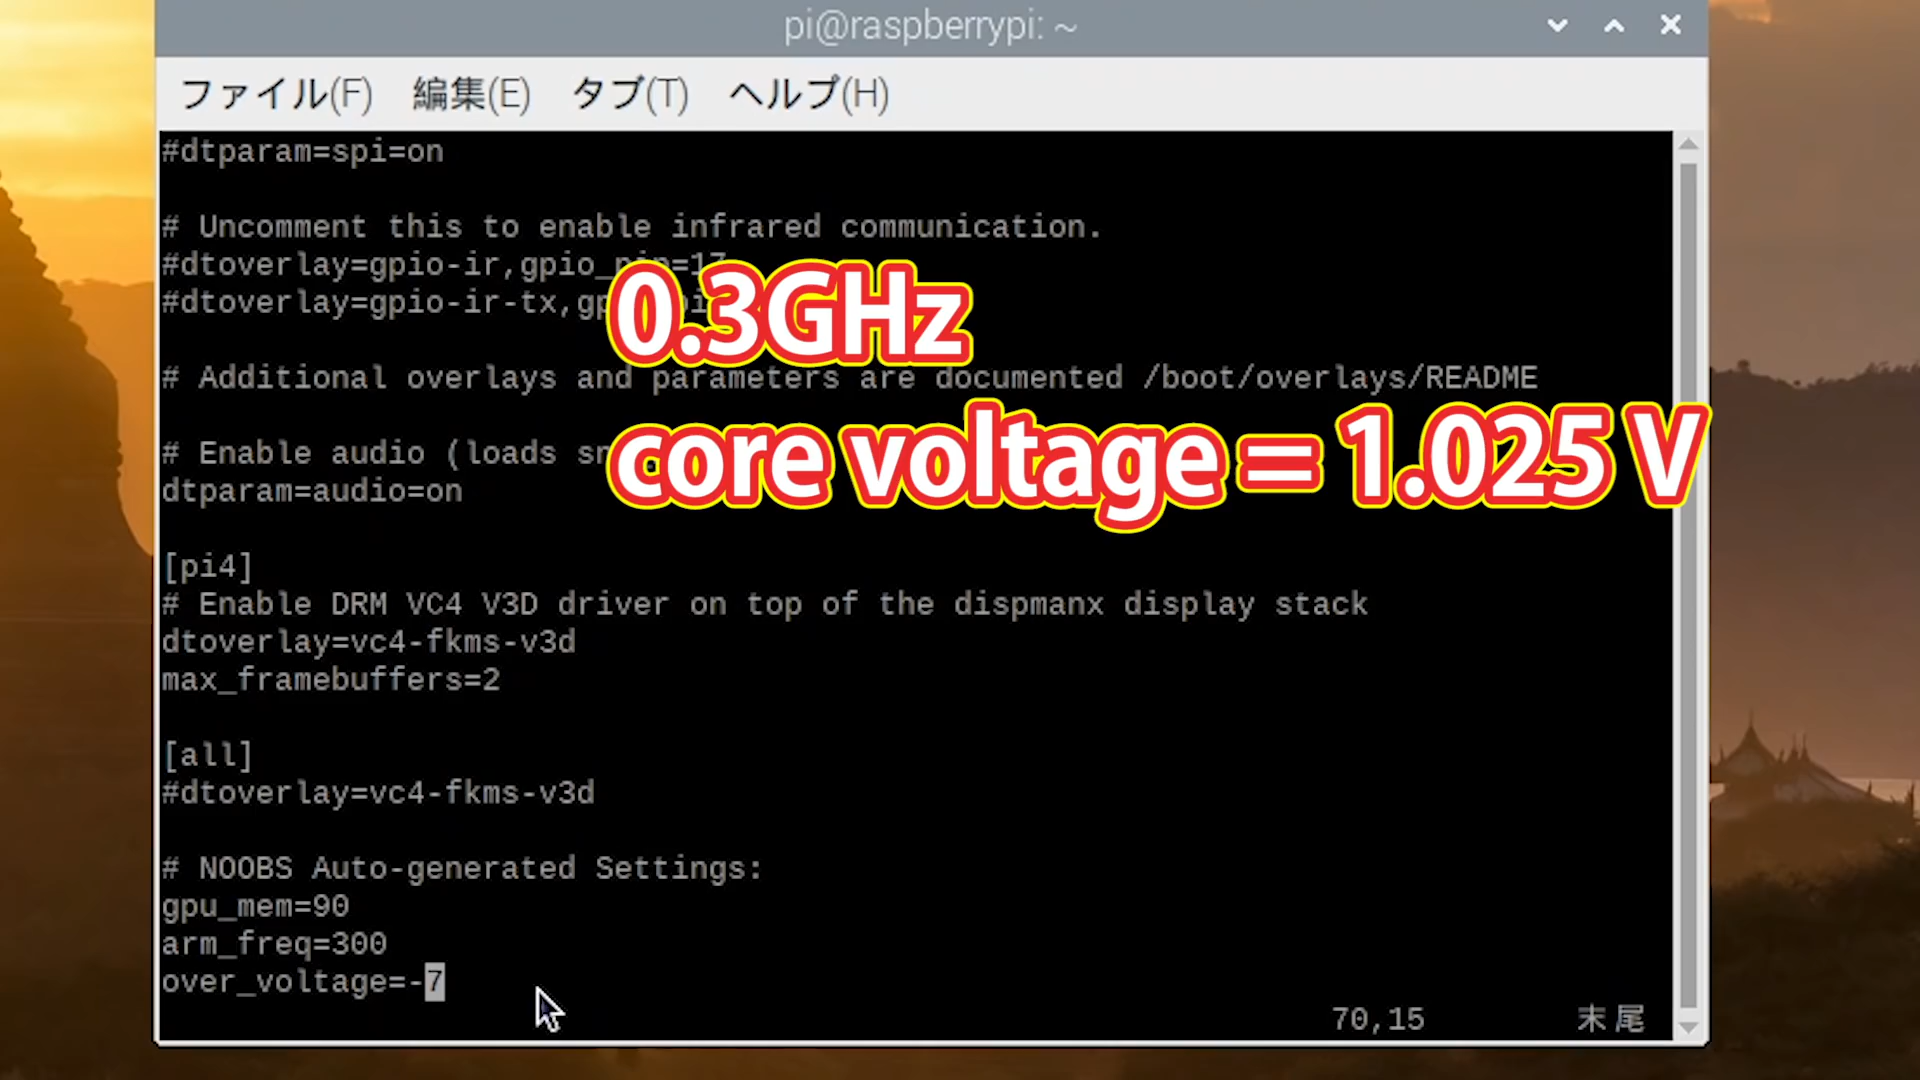 pi@raspberrypi: ~
ファイル(F) 編集(E) タブ(T) ヘルプ(H)
#dtparam=spi=on
# Uncomment this to enable infrared communication.
#dtoverlay=gpio-ir,gpio_pin=17
#dtoverlay=gpio-ir-tx,
0.3GHz
# Additional overlays and parameters are documented /boot/overlays/README
core voltage = 1.025 V
# Enable audio (loads
dtparam=audio=on
[pi4]
# Enable DRM VC4 V3D driver on top of the dispmanx display stack
dtoverlay=vc4-fkms-v3d
max_framebuffers=2
[all]
#dtoverlay=vc4-fkms-v3d
# NOOBS Auto-generated Settings:
gpu_mem=90
arm_freq=300
over_voltage=-7
70,15 末尾